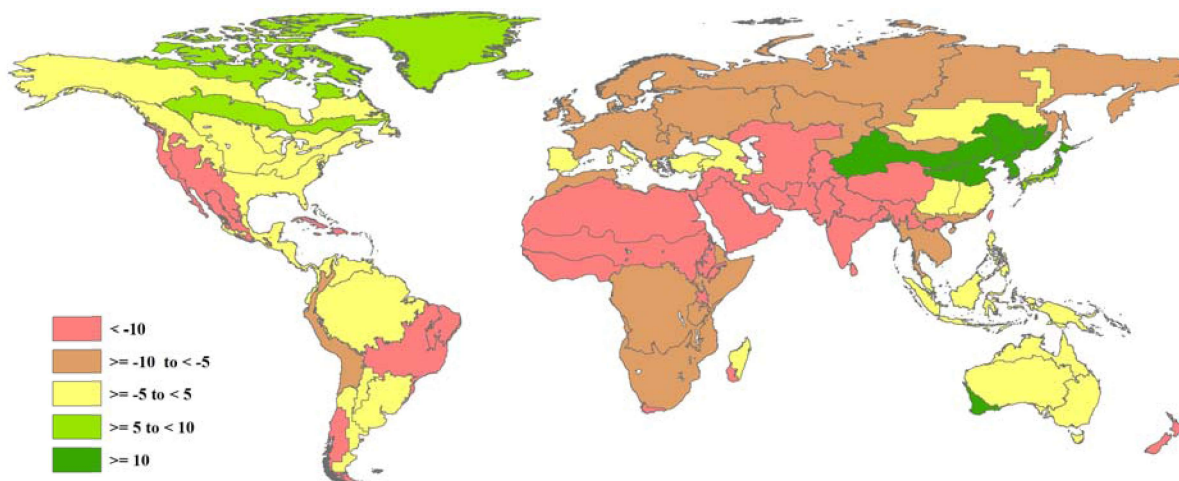 < -10
>= -10 to < -5
>= -5 to < 5
>= 5 to < 10
>= 10